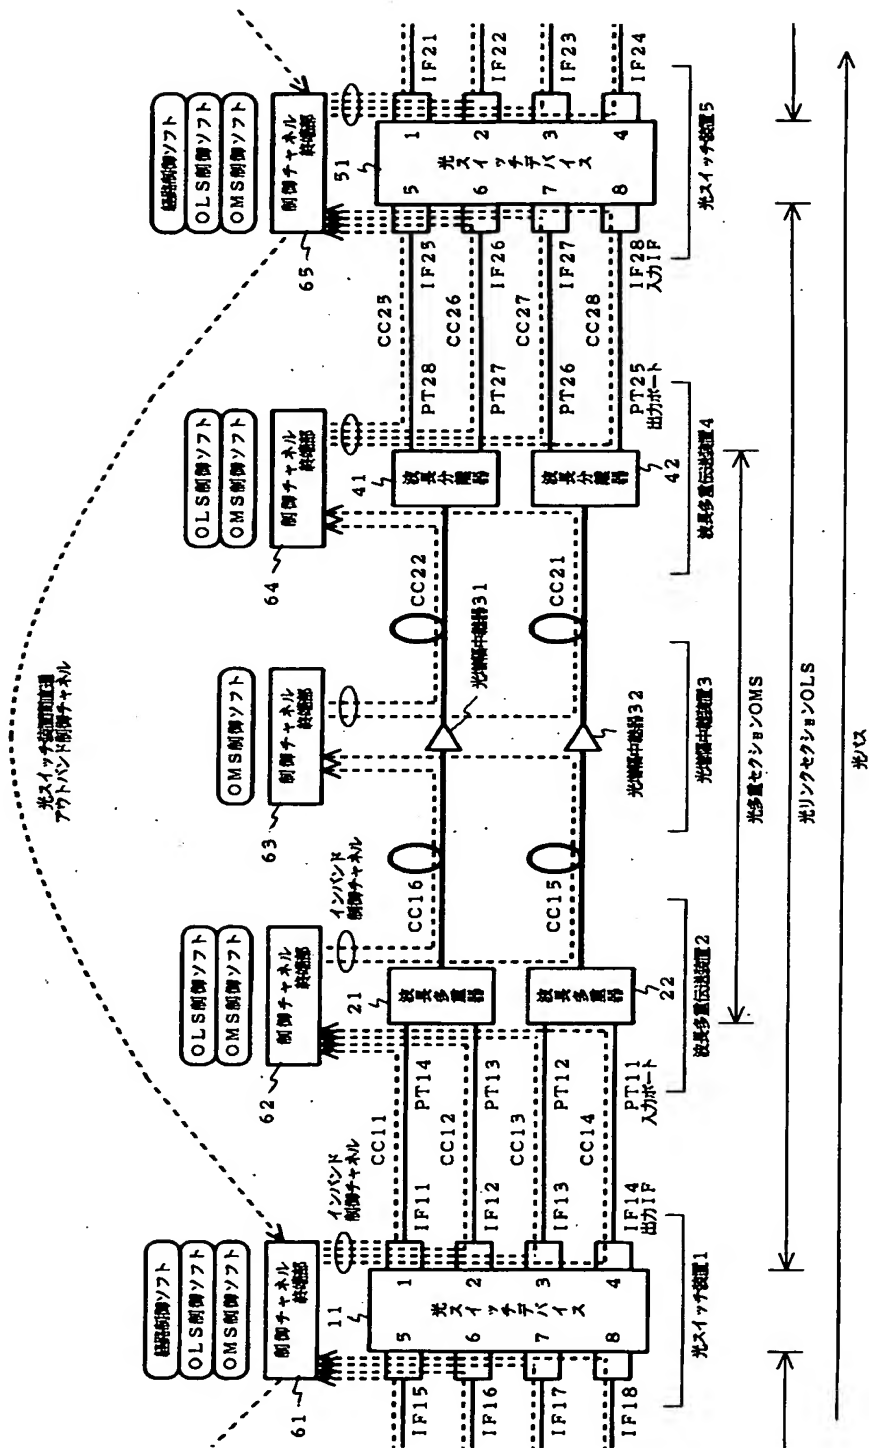 光スイッチ装置間直通
アウトバンド制御チャネル
経路制御ソフト
OLS制御ソフト
OMS制御ソフト
制御チャネル
終端部
61
インバンド
制御チャネル
11
光スイッチデバイス
5
6
7
8
1
2
3
4
IF15
IF16
IF17
IF18
IF11
IF12
IF13
IF14
出力IF
光スイッチ装置1
CC11
CC12
CC13
CC14
OLS制御ソフト
OMS制御ソフト
制御チャネル
終端部
62
インバンド
制御チャネル
PT14
PT13
PT12
PT11
入力ポート
21
波長多重器
波長多重器
22
波長多重伝送装置2
CC16
CC15
OMS制御ソフト
制御チャネル
終端部
63
光増幅中継器31
光増幅中継器32
光増幅中継装置3
CC22
CC21
OLS制御ソフト
OMS制御ソフト
制御チャネル
終端部
64
41
波長分離器
波長分離器
42
PT28
PT27
PT26
PT25
出力ポート
波長多重伝送装置4
CC25
CC26
CC27
CC28
経路制御ソフト
OLS制御ソフト
OMS制御ソフト
制御チャネル
終端部
65
51
光スイッチデバイス
5
6
7
8
1
2
3
4
IF25
IF26
IF27
IF28
入力IF
IF21
IF22
IF23
IF24
光スイッチ装置5
光多重セクションOMS
光リンクセクションOLS
光パス